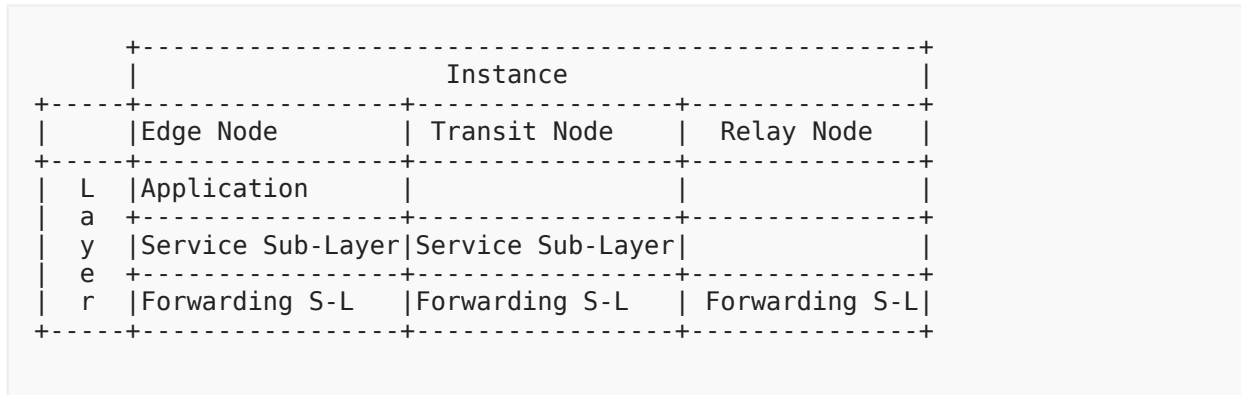 +---------------------------------------------------+
      |                    Instance                       |
+-----+-----------------+-----------------+---------------+
|     |Edge Node        | Transit Node    |  Relay Node   |
+-----+-----------------+-----------------+---------------+
|  L  |Application      |                 |               |
|  a  +-----------------+-----------------+---------------+
|  y  |Service Sub-Layer|Service Sub-Layer|               |
|  e  +-----------------+-----------------+---------------+
|  r  |Forwarding S-L   |Forwarding S-L   | Forwarding S-L|
+-----+-----------------+-----------------+---------------+